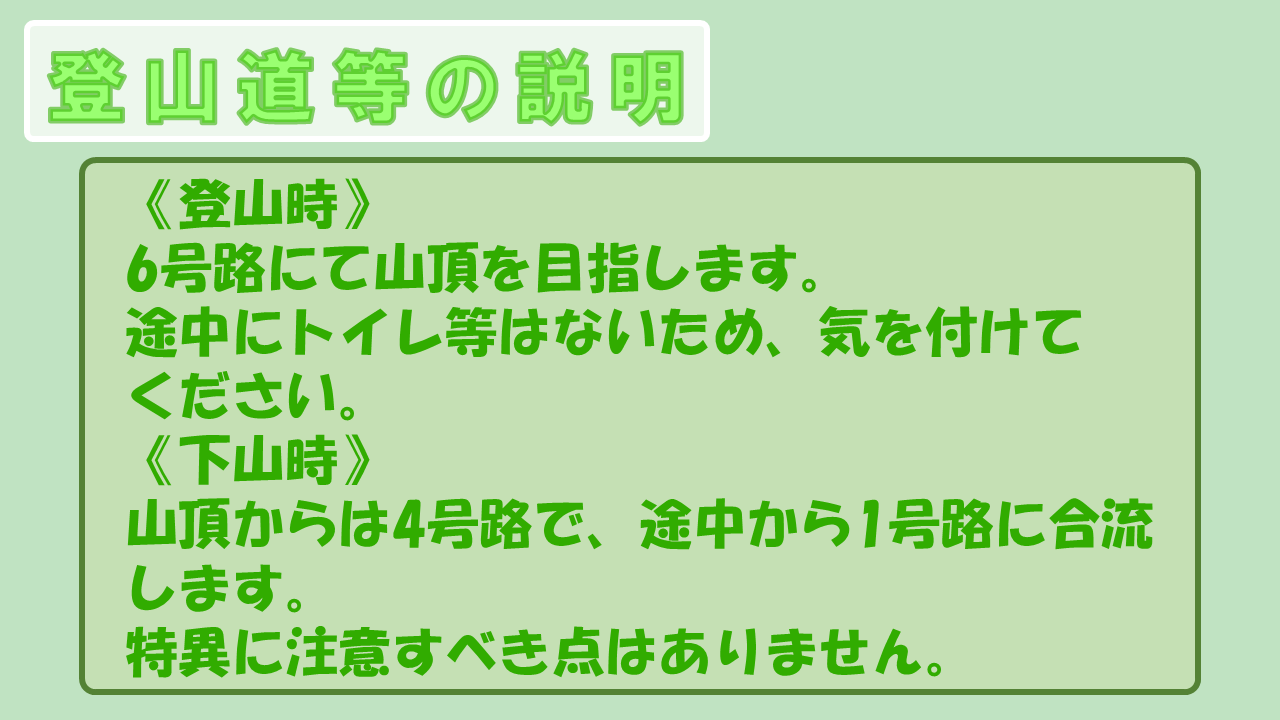 登山道等の説明
《登山時》
6号路にて山頂を目指します。
途中にトイレ等はないため、気を付けて
ください。
《下山時》
山頂からは4号路で、途中から1号路に合流
します。
特異に注意すべき点はありません。